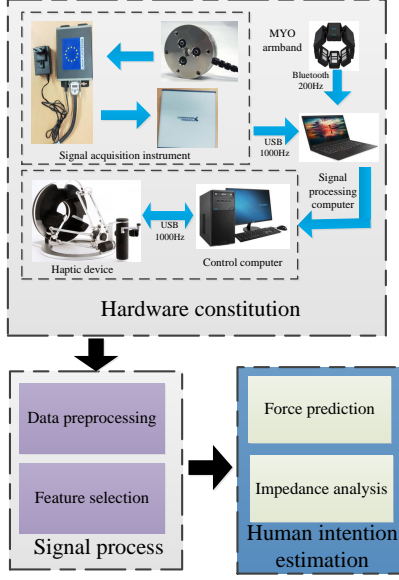 MYO
armband
Bluetooth
200Hz
USB
1000Hz
Signal acquisition instrument
Signal
processing
computer
USB
1000Hz
Haptic device
Control computer
Hardware constitution
Data preprocessing
Feature selection
Signal process
Force prediction
Impedance analysis
Human intention
estimation